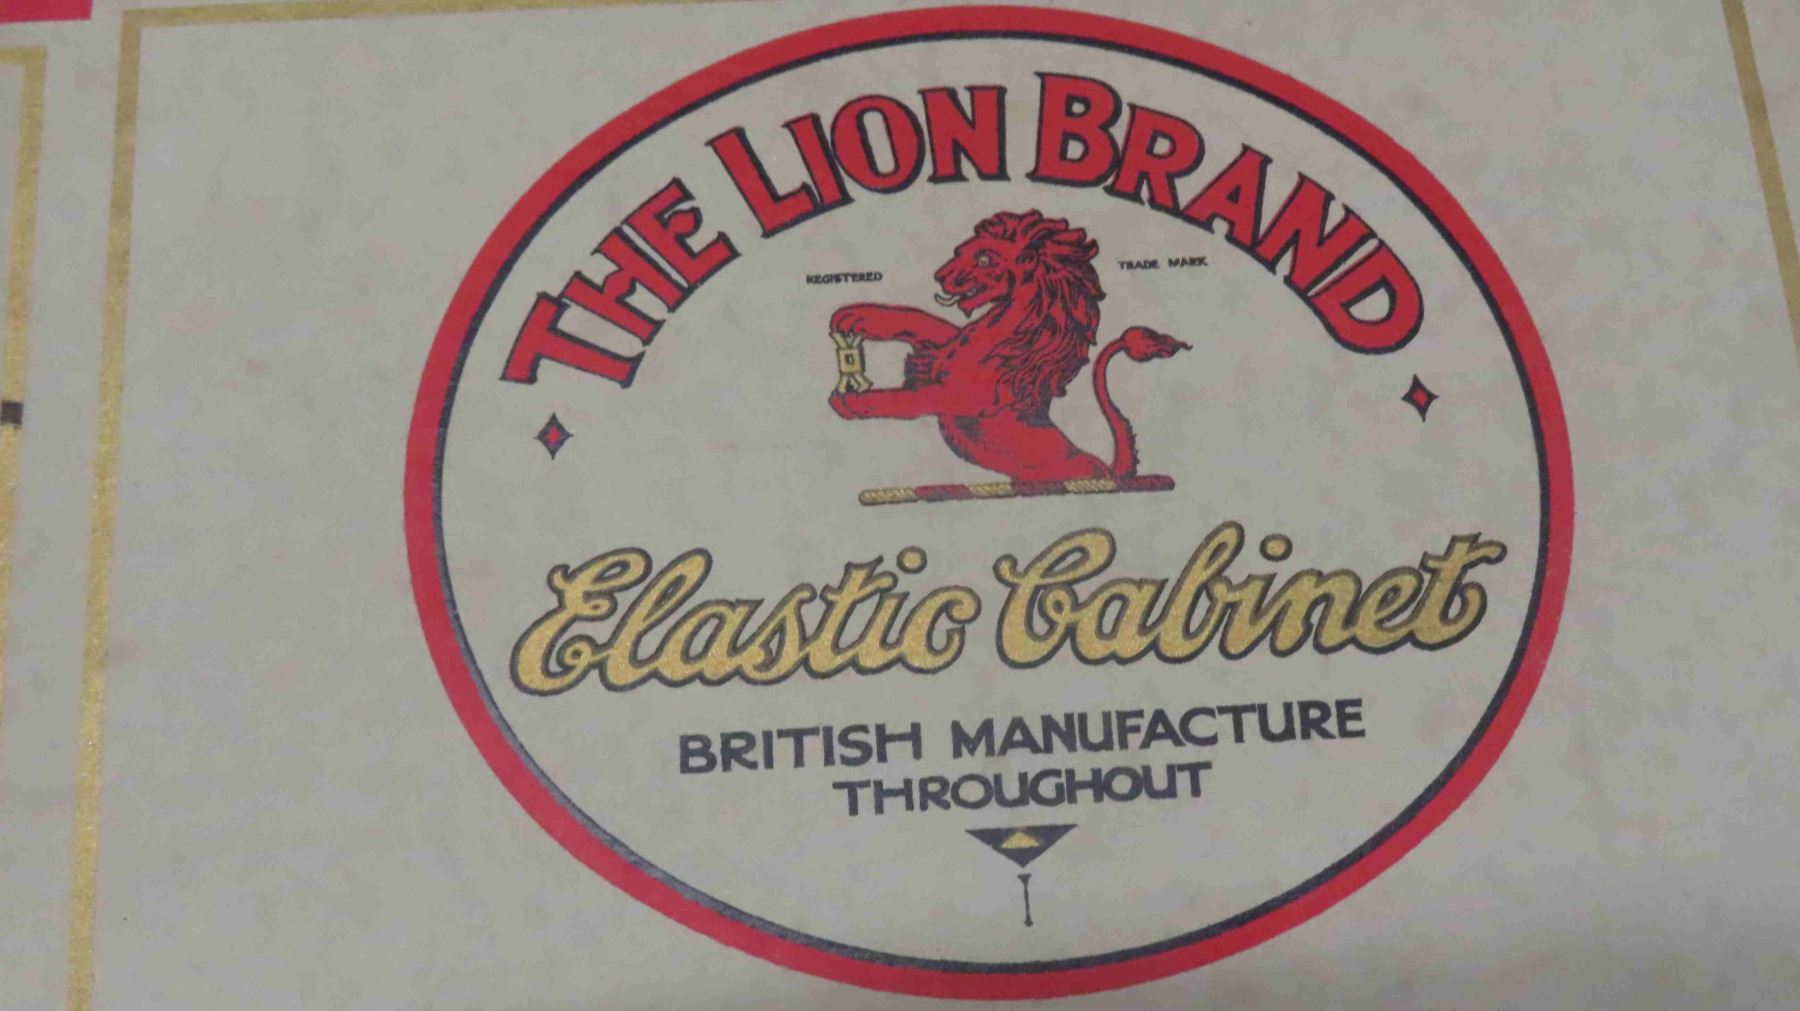 THE LION BRAND
REGISTERED
TRADE MARK
Elastic Cabinet
BRITISH MANUFACTURE
THROUGHOUT